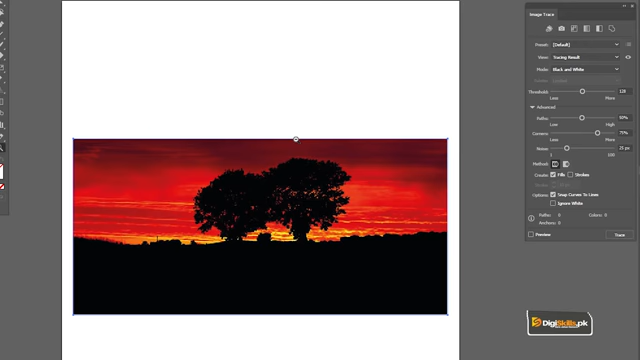 Image Trace
Preset: [Default]
View: Tracing Result
Mode: Black and White
Threshold: 128
Less More
Advanced
Paths: 50%
Low High
Corners: 75%
Less More
Noise: 25 px
1 100
Method:
Create: Fills Strokes
Options: Snap Curves To Lines
Ignore White
Paths: 0 Colors: 0
Anchors: 0
Preview Trace
DigiSkills.pk